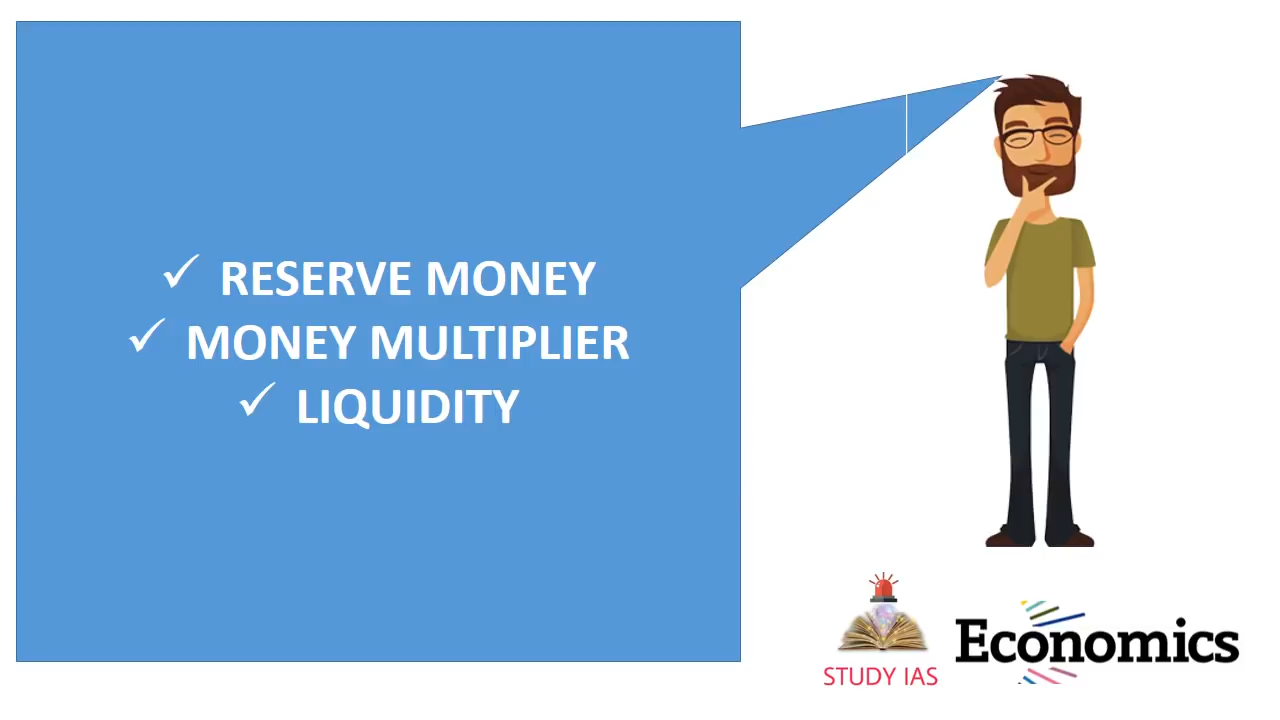 ✓ RESERVE MONEY
✓ MONEY MULTIPLIER
✓ LIQUIDITY
STUDY IAS
Economics